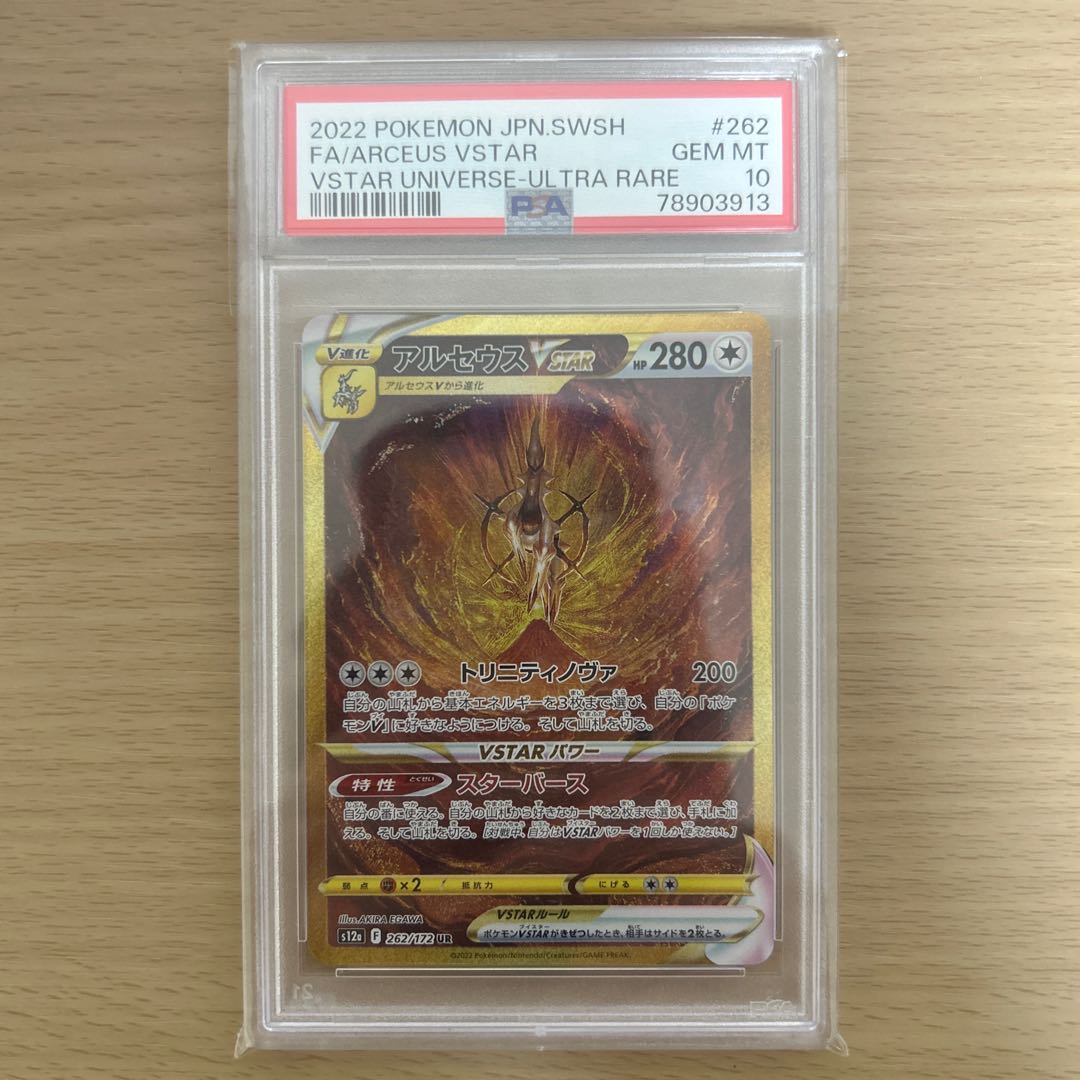 2022 POKEMON JPN.SWSH #262
FA/ARCEUS VSTAR GEM MT
VSTAR UNIVERSE-ULTRA RARE 10
PSA 78903913
V進化 アルセウス VSTAR HP 280
アルセウスVから進化
トリニティノヴァ 200
自分の山札から基本エネルギーを3枚まで選び、自分の「ポケ
モンV」に好きなようにつける。そして山札を切る。
VSTARパワー
特性 とくせい スターバース
自分の番に使える。自分の山札から好きなカードを2枚まで選び、手札に加
える。そして山札を切る。[対戦中、自分はVSTARパワーを1回しか使えない。]
弱点 ×2 抵抗力 にげる
Illus. AKIRA EGAWA
VSTARルール
ポケモンVSTARがきぜつしたとき、相手はサイドを2枚とる。
s12a F 262/172 UR
©2022 Pokémon/Nintendo/Creatures/GAME FREAK.